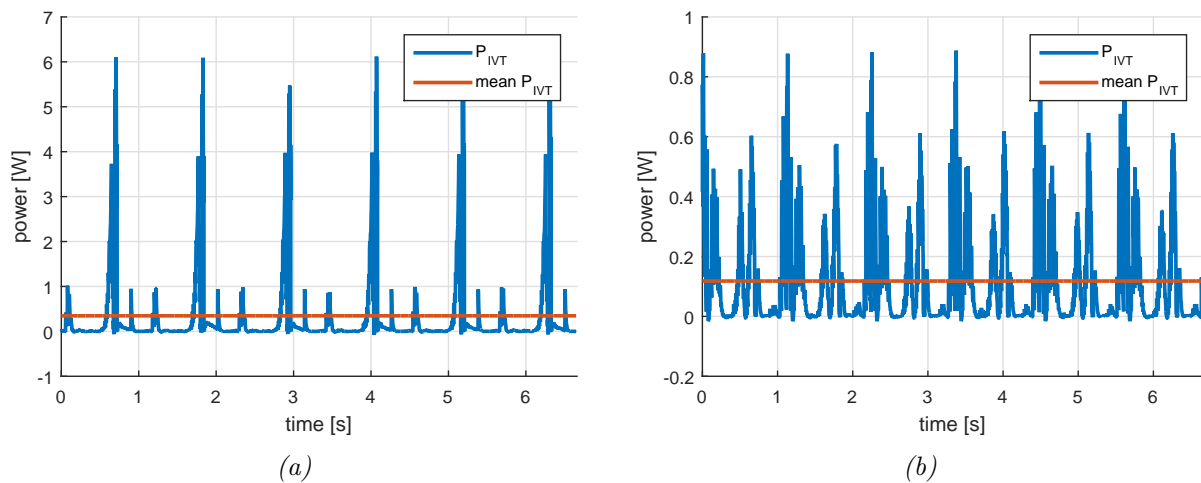 7
6
5
4
3
2
1
0
-1
power [W]
0 1 2 3 4 5 6
time [s]
P_IVT
mean P_IVT
(a)
1
0.8
0.6
0.4
0.2
0
-0.2
power [W]
0 1 2 3 4 5 6
time [s]
P_IVT
mean P_IVT
(b)